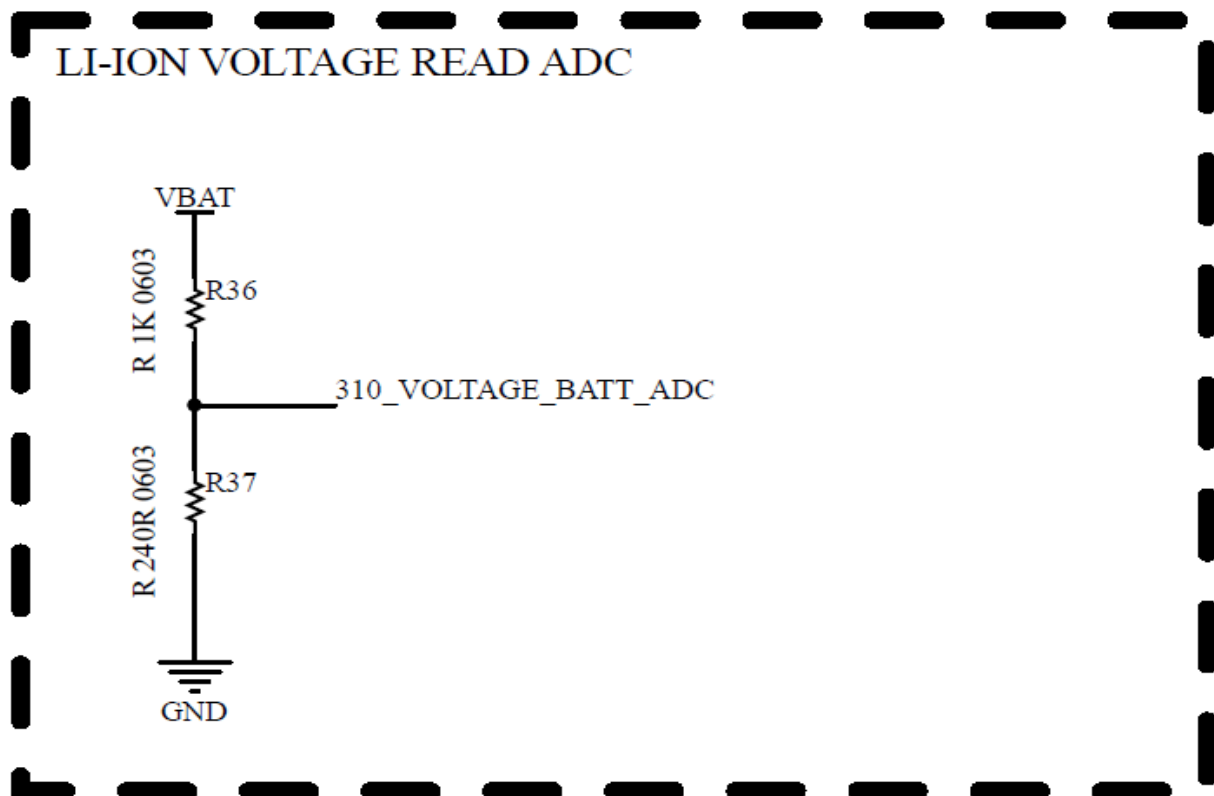 LI-ION VOLTAGE READ ADC
VBAT
R 1K 0603
R36
310_VOLTAGE_BATT_ADC
R 240R 0603
R37
GND